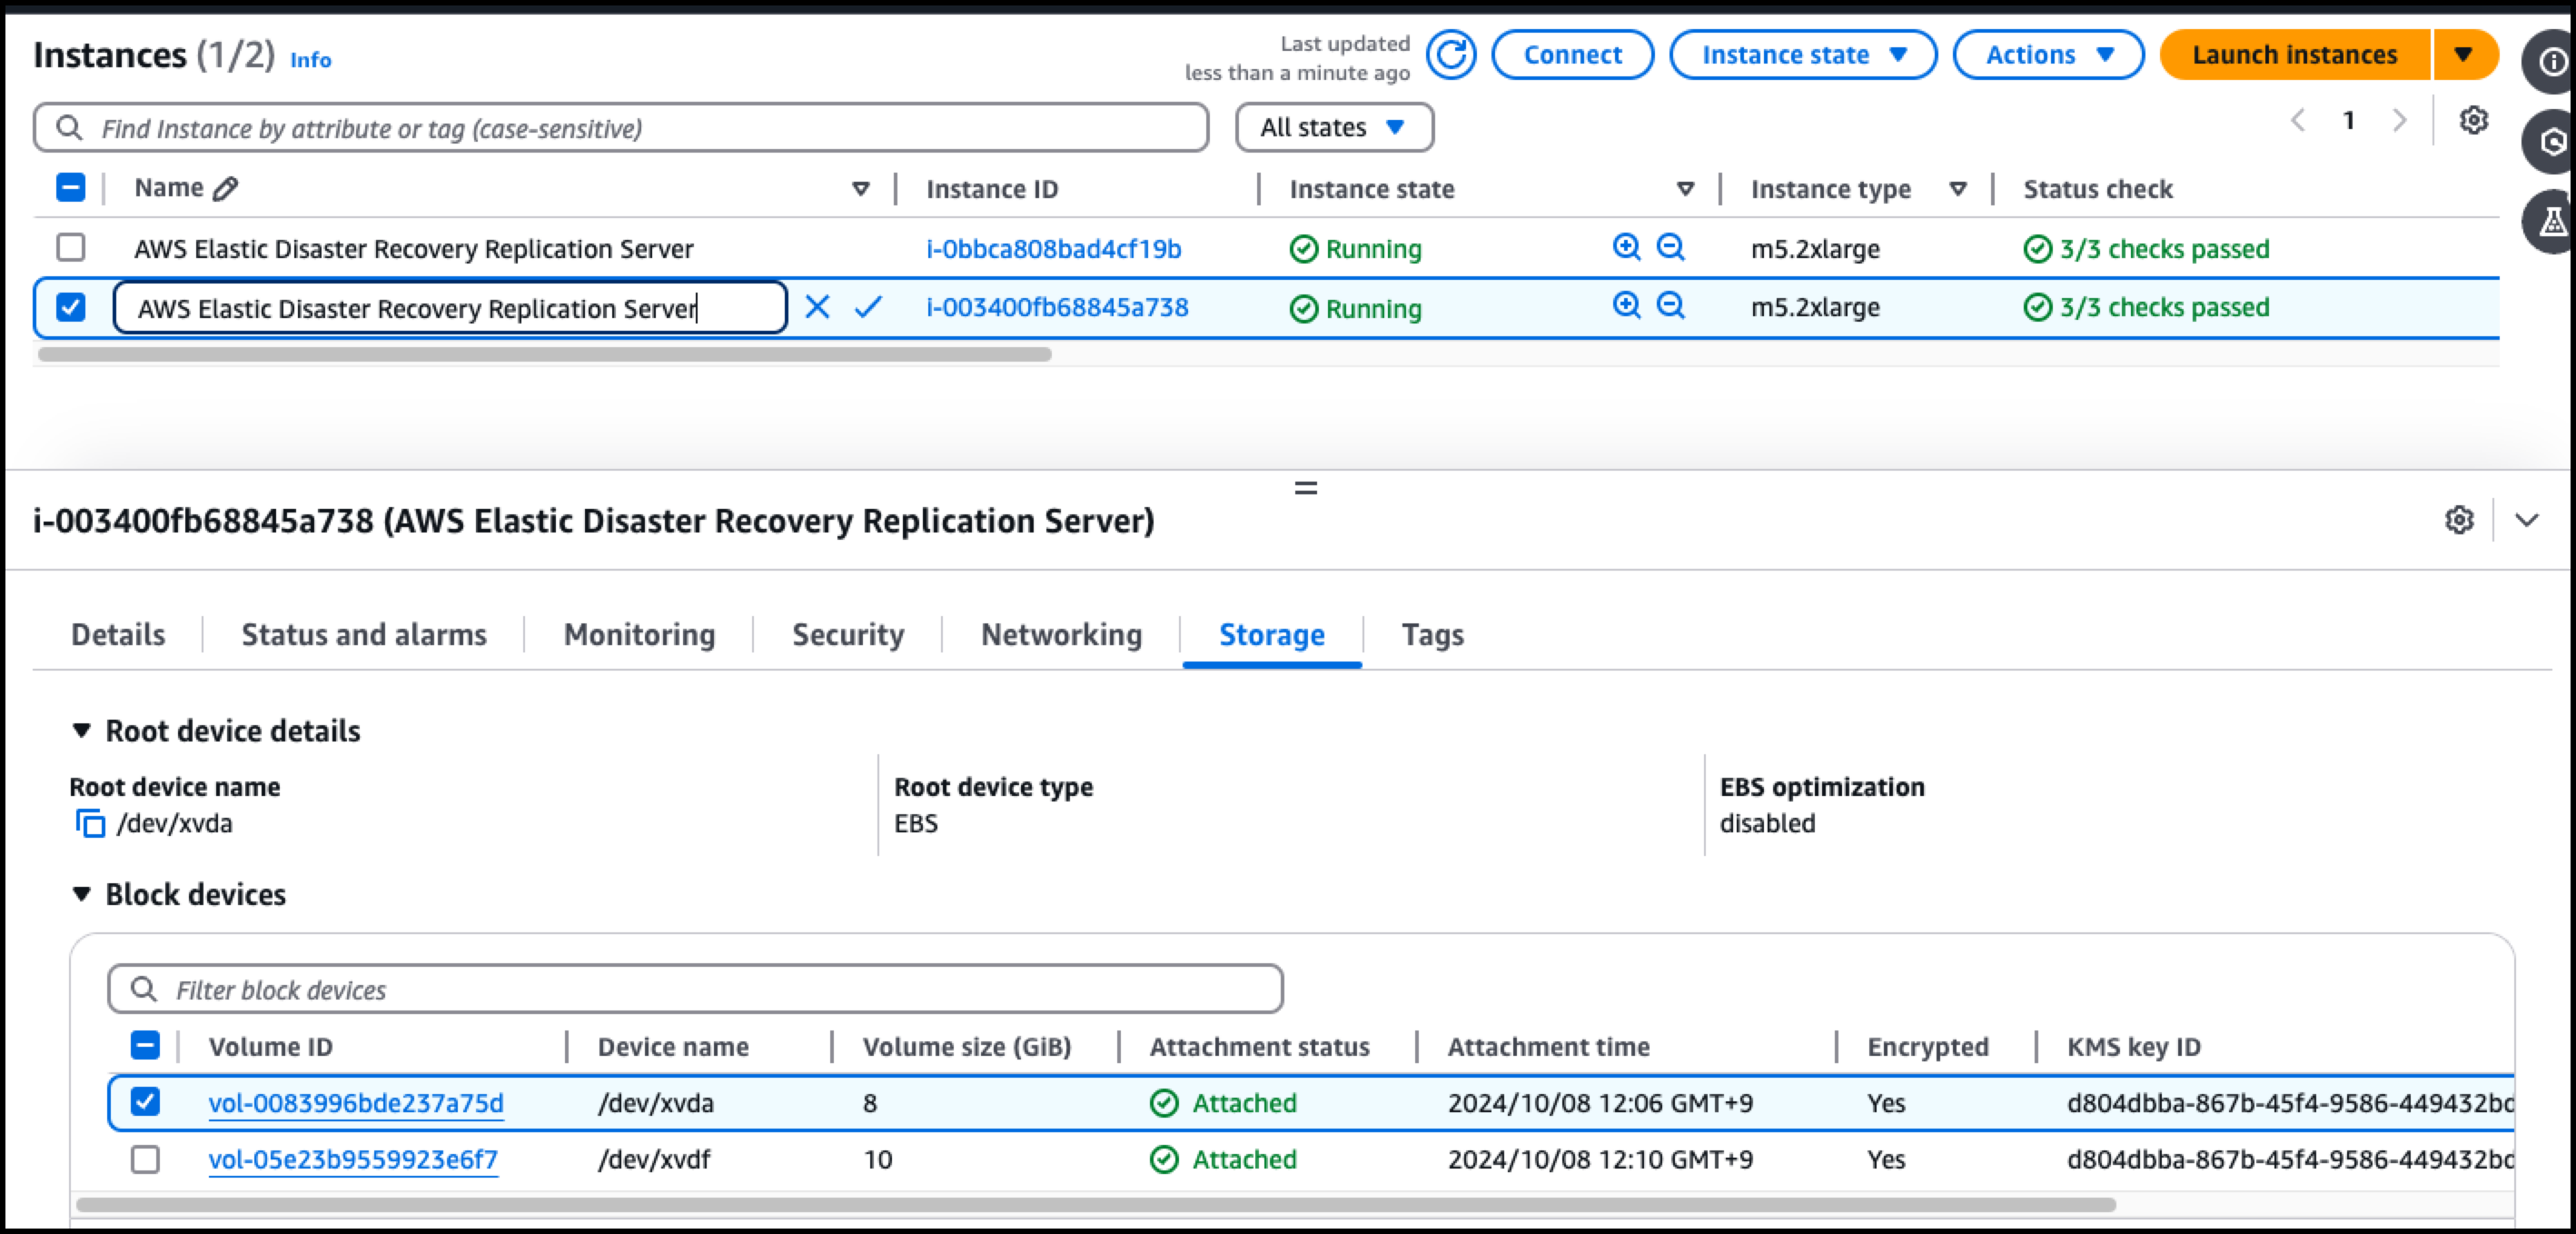 Instances (1/2) Info
Last updated
less than a minute ago
Connect
Instance state
Actions
Launch instances
Find Instance by attribute or tag (case-sensitive)
All states
1
Name Instance ID Instance state Instance type Status check
AWS Elastic Disaster Recovery Replication Server i-0bbca808bad4cf19b Running m5.2xlarge 3/3 checks passed
AWS Elastic Disaster Recovery Replication Server i-003400fb68845a738 Running m5.2xlarge 3/3 checks passed
i-003400fb68845a738 (AWS Elastic Disaster Recovery Replication Server)
Details Status and alarms Monitoring Security Networking Storage Tags
Root device details
Root device name Root device type EBS optimization
/dev/xvda EBS disabled
Block devices
Filter block devices
Volume ID Device name Volume size (GiB) Attachment status Attachment time Encrypted KMS key ID
vol-0083996bde237a75d /dev/xvda 8 Attached 2024/10/08 12:06 GMT+9 Yes d804dbba-867b-45f4-9586-449432bd
vol-05e23b9559923e6f7 /dev/xvdf 10 Attached 2024/10/08 12:10 GMT+9 Yes d804dbba-867b-45f4-9586-449432bd